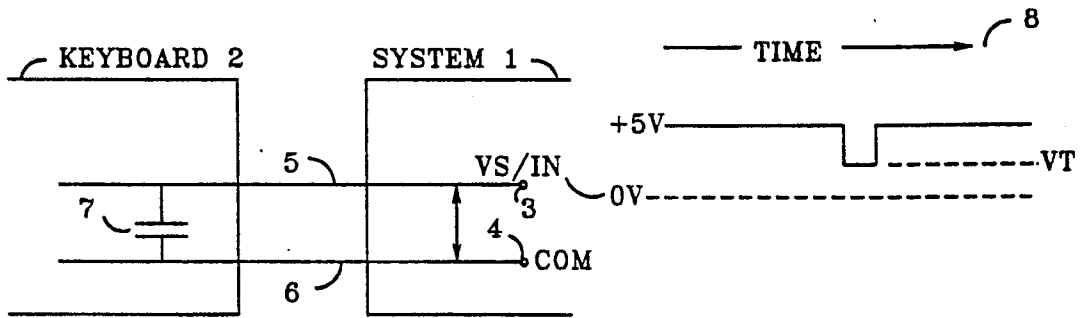 KEYBOARD 2
SYSTEM 1
TIME
8
+5V
VT
0V
5
VS/IN
3
7
4
COM
6